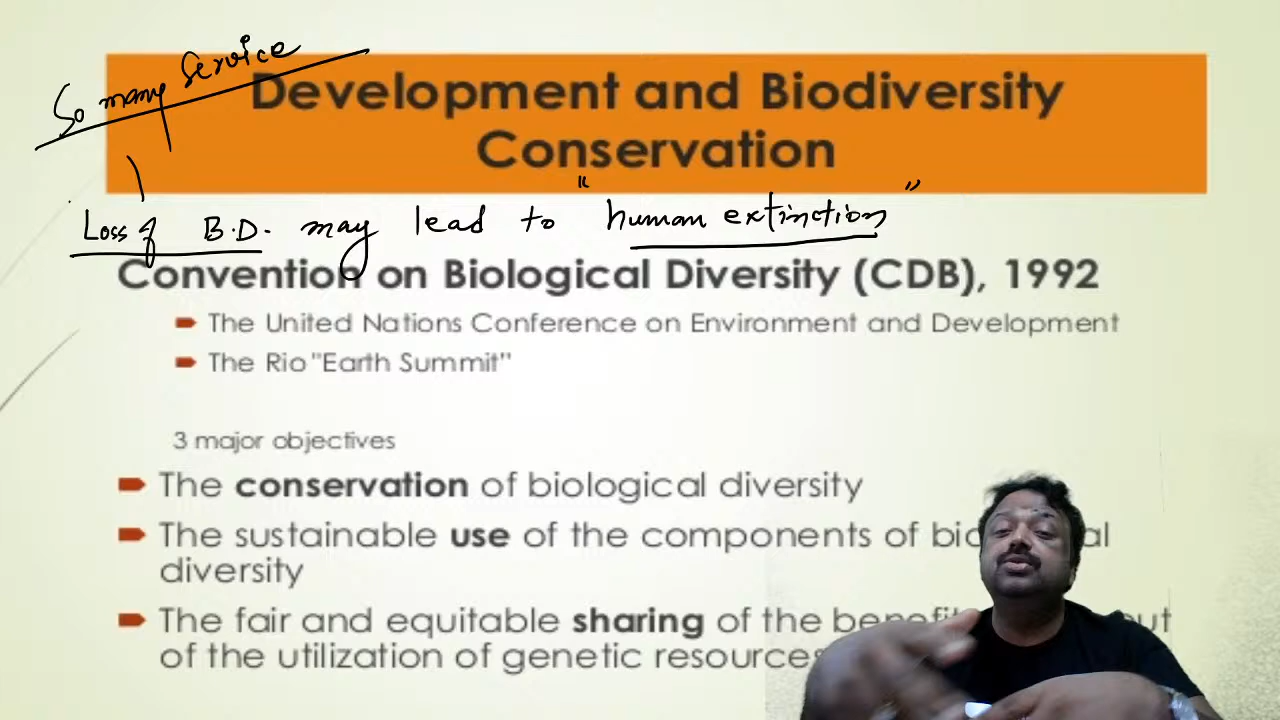 So many Service
Development and Biodiversity
Conservation
Loss of B.D. may lead to "human extinction"
Convention on Biological Diversity (CDB), 1992
The United Nations Conference on Environment and Development
The Rio "Earth Summit"
3 major objectives
The conservation of biological diversity
The sustainable use of the components of
diversity
The fair and equitable sharing of the
of the utilization of genetic resources